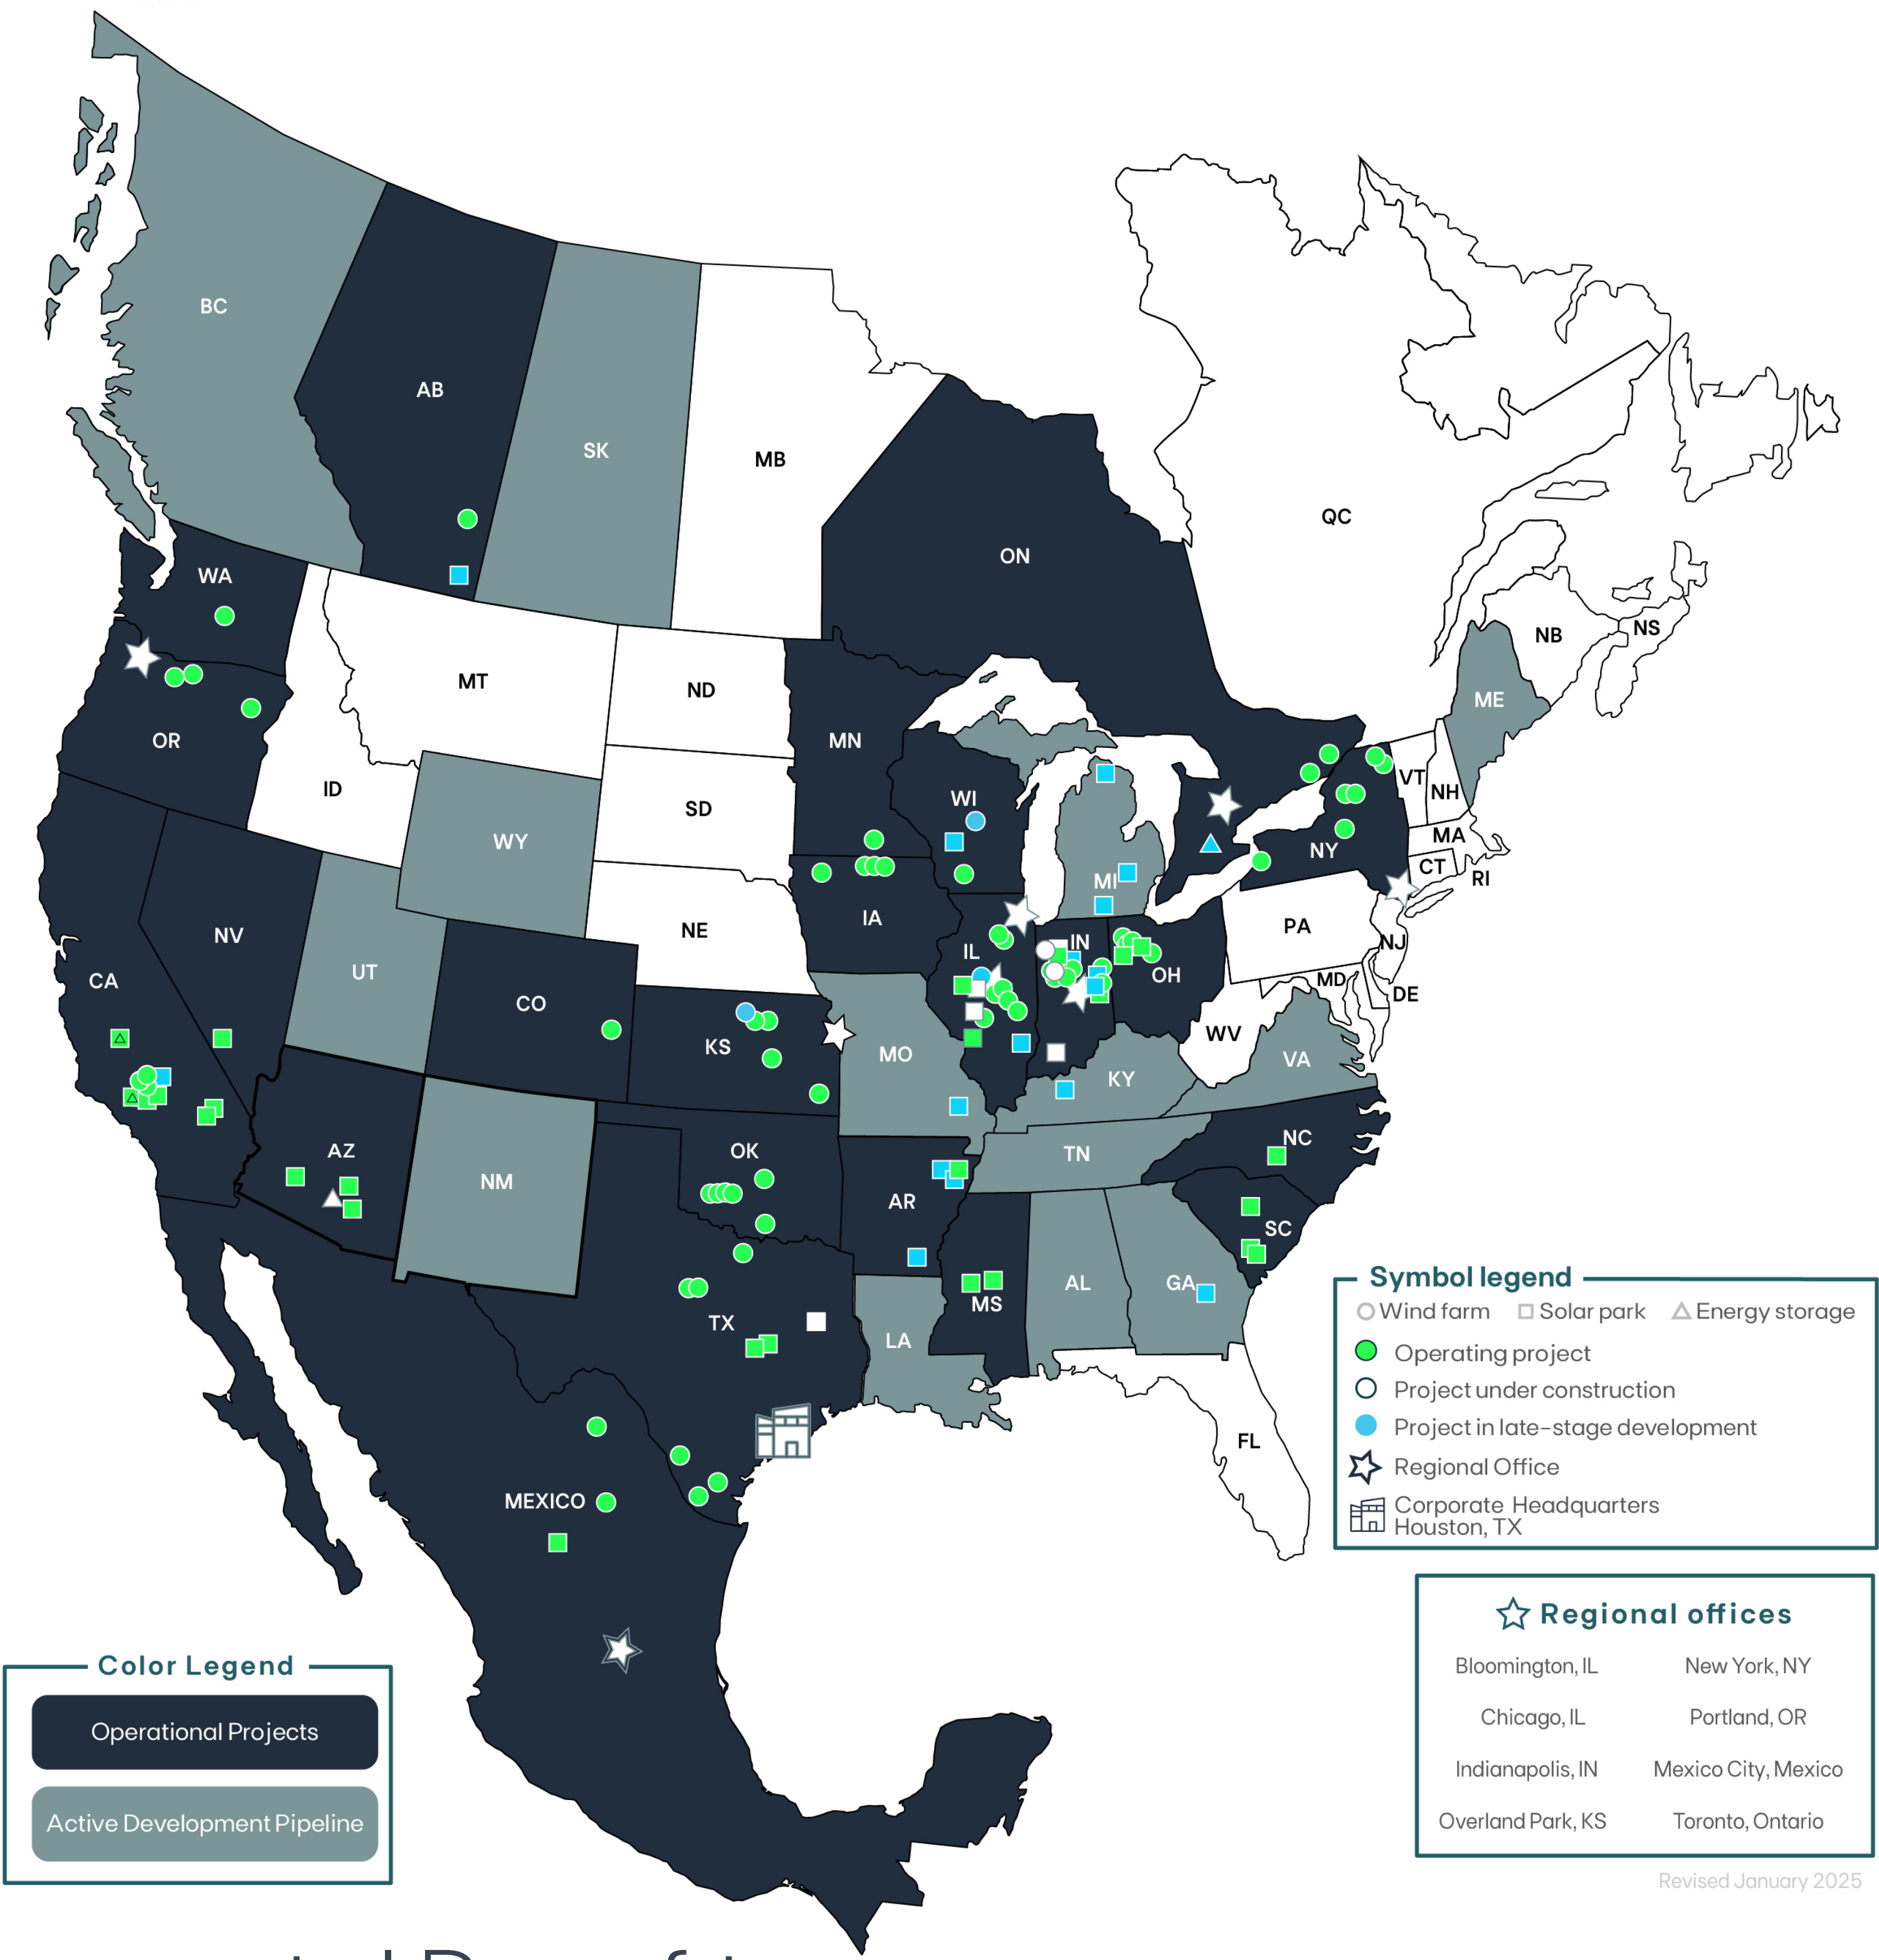 BC
AB
SK
MB
ON
QC
NB
NS
ME
WA
MT
ND
MN
OR
ID
SD
WI
VT
NH
WY
MA
NY
CT
RI
MI
NV
IA
NE
PA
CA
UT
CO
IL
IN
OH
NJ
MD
DE
KS
MO
WV
VA
KY
AZ
NM
OK
TN
NC
AR
SC
TX
LA
MS
AL
GA
FL
MEXICO
Symbol legend
Wind farm Solar park Energy storage
Operating project
Project under construction
Project in late-stage development
Regional Office
Corporate Headquarters
Houston, TX
Regional offices
Bloomington, IL New York, NY
Chicago, IL Portland, OR
Indianapolis, IN Mexico City, Mexico
Overland Park, KS Toronto, Ontario
Revised January 2025
Color Legend
Operational Projects
Active Development Pipeline